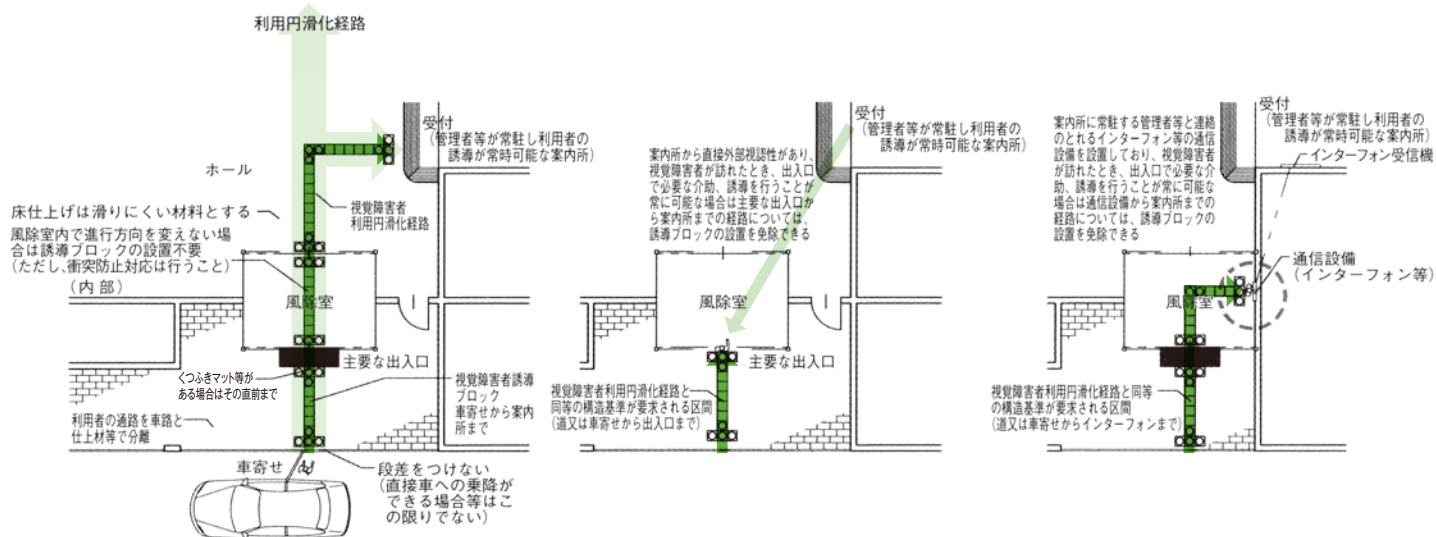 利用円滑化経路
受付
(管理者等が常駐し利用者の
誘導が常時可能な案内所)
ホール
視覚障害者
利用円滑化経路
床仕上げは滑りにくい材料とする
風除室内で進行方向を変えない場
合は誘導ブロックの設置不要
(ただし、衝突防止対応は行うこと)
(内部)
風除室
主要な出入口
くつふきマット等が
ある場合はその直前まで
視覚障害者誘導
ブロック
車寄せから案内
所まで
利用者の通路を車路と
仕上材等で分離
車寄せ
段差をつけない
(直接車への乗降が
できる場合等はこ
の限りでない)
受付
(管理者等が常駐し利用者の
誘導が常時可能な案内所)
案内所から直接外部視認性があり、
視覚障害者が訪れたとき、出入口
で必要な介助、誘導を行うことが
常に可能な場合は主要な出入口か
ら案内所までの経路については、
誘導ブロックの設置を免除できる
風除室
主要な出入口
視覚障害者利用円滑化経路と
同等の構造基準が要求される区間
(道又は車寄せから出入口まで)
受付
(管理者等が常駐し利用者の
誘導が常時可能な案内所)
インターフォン受信機
案内所に常駐する管理者等と連絡
のとれるインターフォン等の通信
設備を設置しており、視覚障害者
が訪れたとき、出入口で必要な介
助、誘導を行うことが常に可能な
場合は通信設備から案内所までの
経路については、誘導ブロックの
設置を免除できる
通信設備
(インターフォン等)
風除室
視覚障害者利用円滑化経路と同等
の構造基準が要求される区間
(道又は車寄せからインターフォンまで)